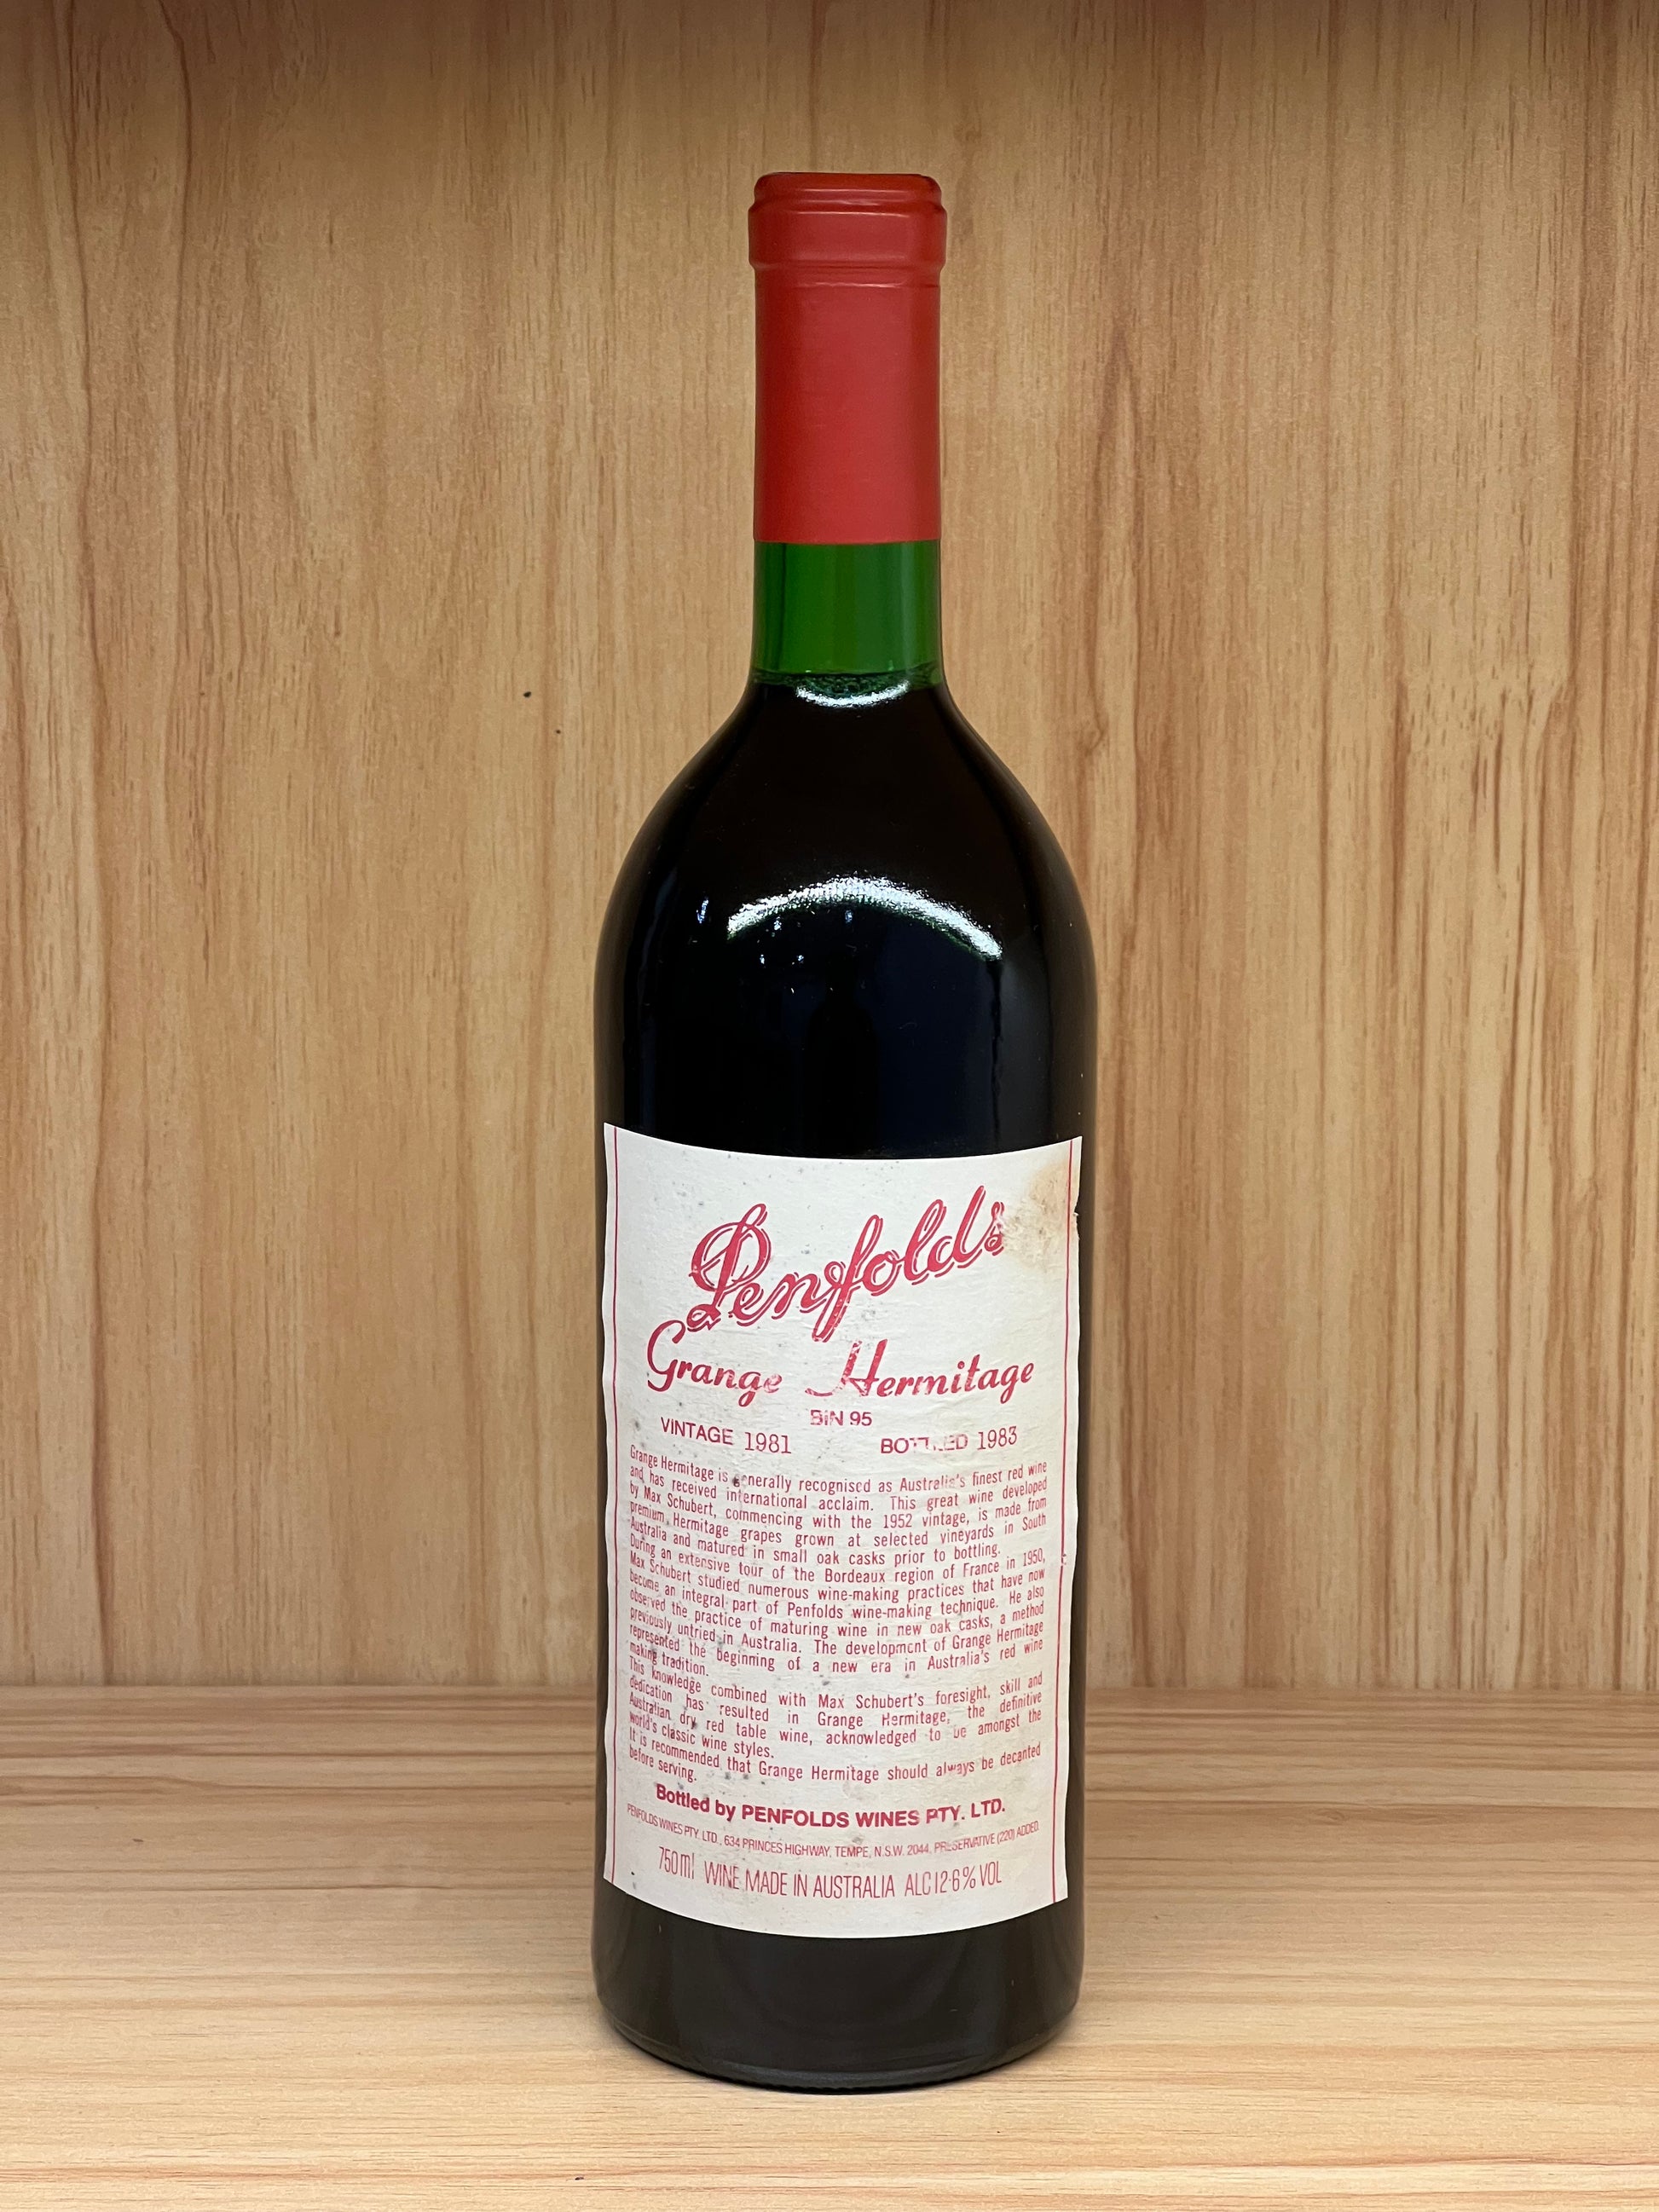 Penfolds
Grange Hermitage
BIN 95
VINTAGE 1981 BOTTLED 1983
Grange Hermitage is generally recognised as Australia's finest red wine
and has received international acclaim. This great wine developed
by Max Schubert, commencing with the 1952 vintage, is made from
premium Hermitage grapes grown at selected vineyards in South
Australia and matured in small oak casks prior to bottling.
During an extensive tour of the Bordeaux region of France in 1950,
Max Schubert studied numerous wine-making practices that have now
become an integral part of Penfolds wine-making technique. He also
observed the practice of maturing wine in new oak casks, a method
previously untried in Australia. The development of Grange Hermitage
represented the beginning of a new era in Australia's red wine
making tradition.
This knowledge combined with Max Schubert's foresight, skill and
dedication has resulted in Grange Hermitage, the definitive
Australian dry red table wine, acknowledged to be amongst the
world's classic wine styles.
It is recommended that Grange Hermitage should always be decanted
before serving.
Bottled by PENFOLDS WINES PTY. LTD.
PENFOLDS WINES PTY. LTD., 634 PRINCES HIGHWAY, TEMPE, N.S.W. 2044. PRESERVATIVE (220) ADDED.
750ml WINE MADE IN AUSTRALIA ALC 12·6% VOL